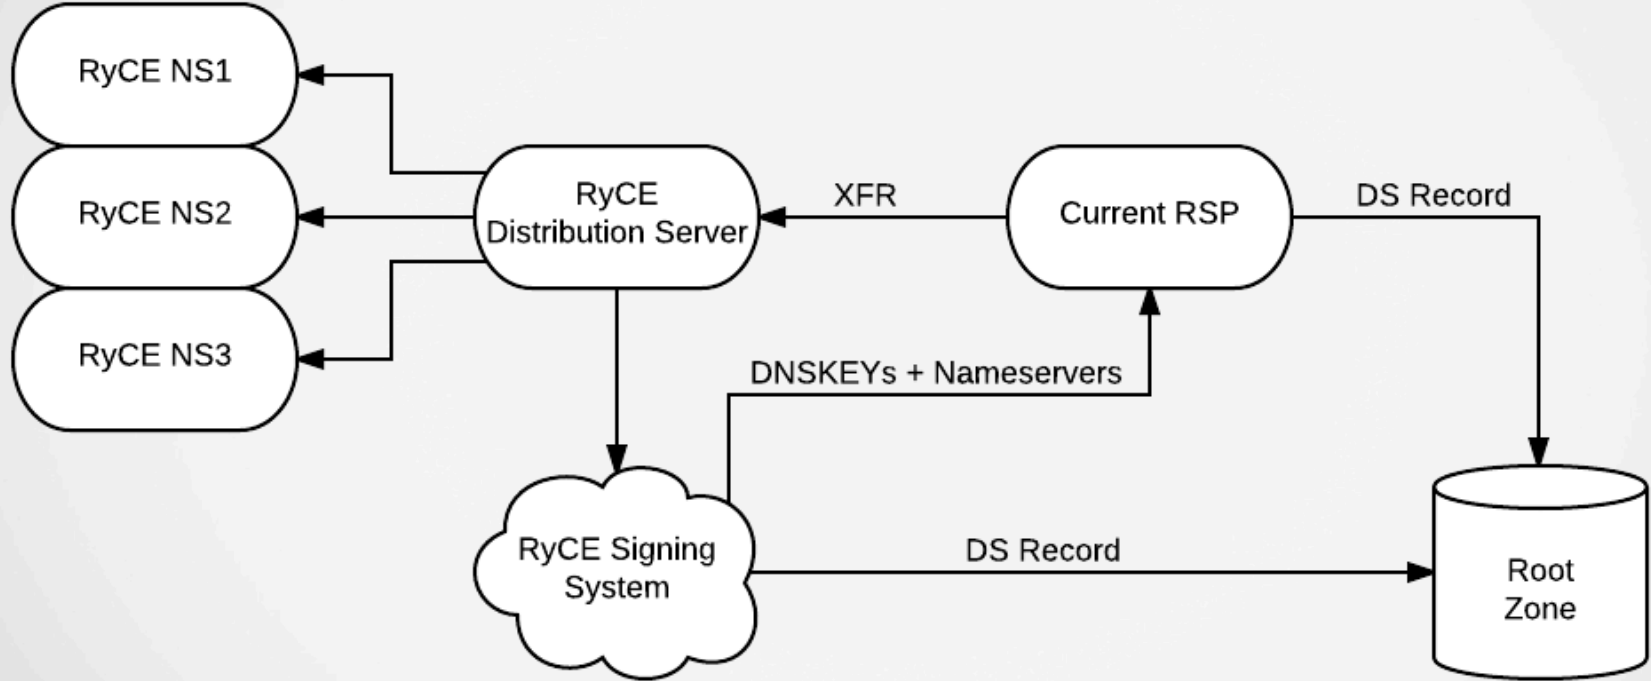 RyCE NS1
RyCE NS2
RyCE NS3
RyCE
Distribution Server
XFR
Current RSP
DS Record
DNSKEYs + Nameservers
RyCE Signing
System
DS Record
Root
Zone